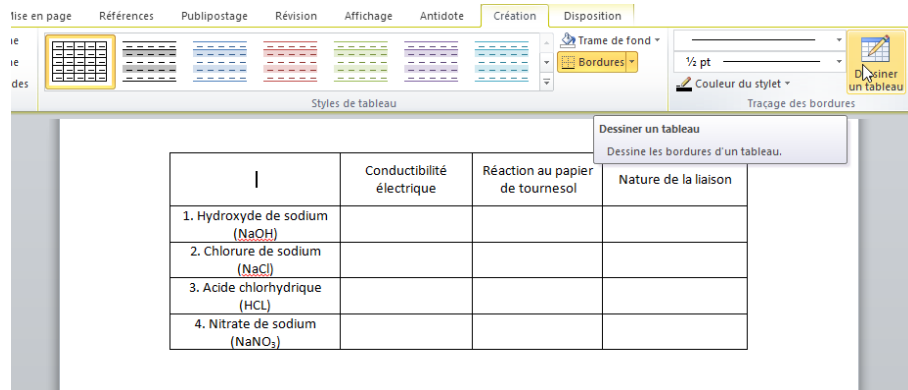 Mise en page Références Publipostage Révision Affichage Antidote Création Disposition
Trame de fond
Bordures
½ pt
Couleur du stylet
Dessiner
un tableau
des
Styles de tableau
Traçage des bordures
Dessiner un tableau
Dessine les bordures d'un tableau.
Conductibilité
électrique
Réaction au papier
de tournesol
Nature de la liaison
1. Hydroxyde de sodium
(NaOH)
2. Chlorure de sodium
(NaCl)
3. Acide chlorhydrique
(HCL)
4. Nitrate de sodium
(NaNO₃)